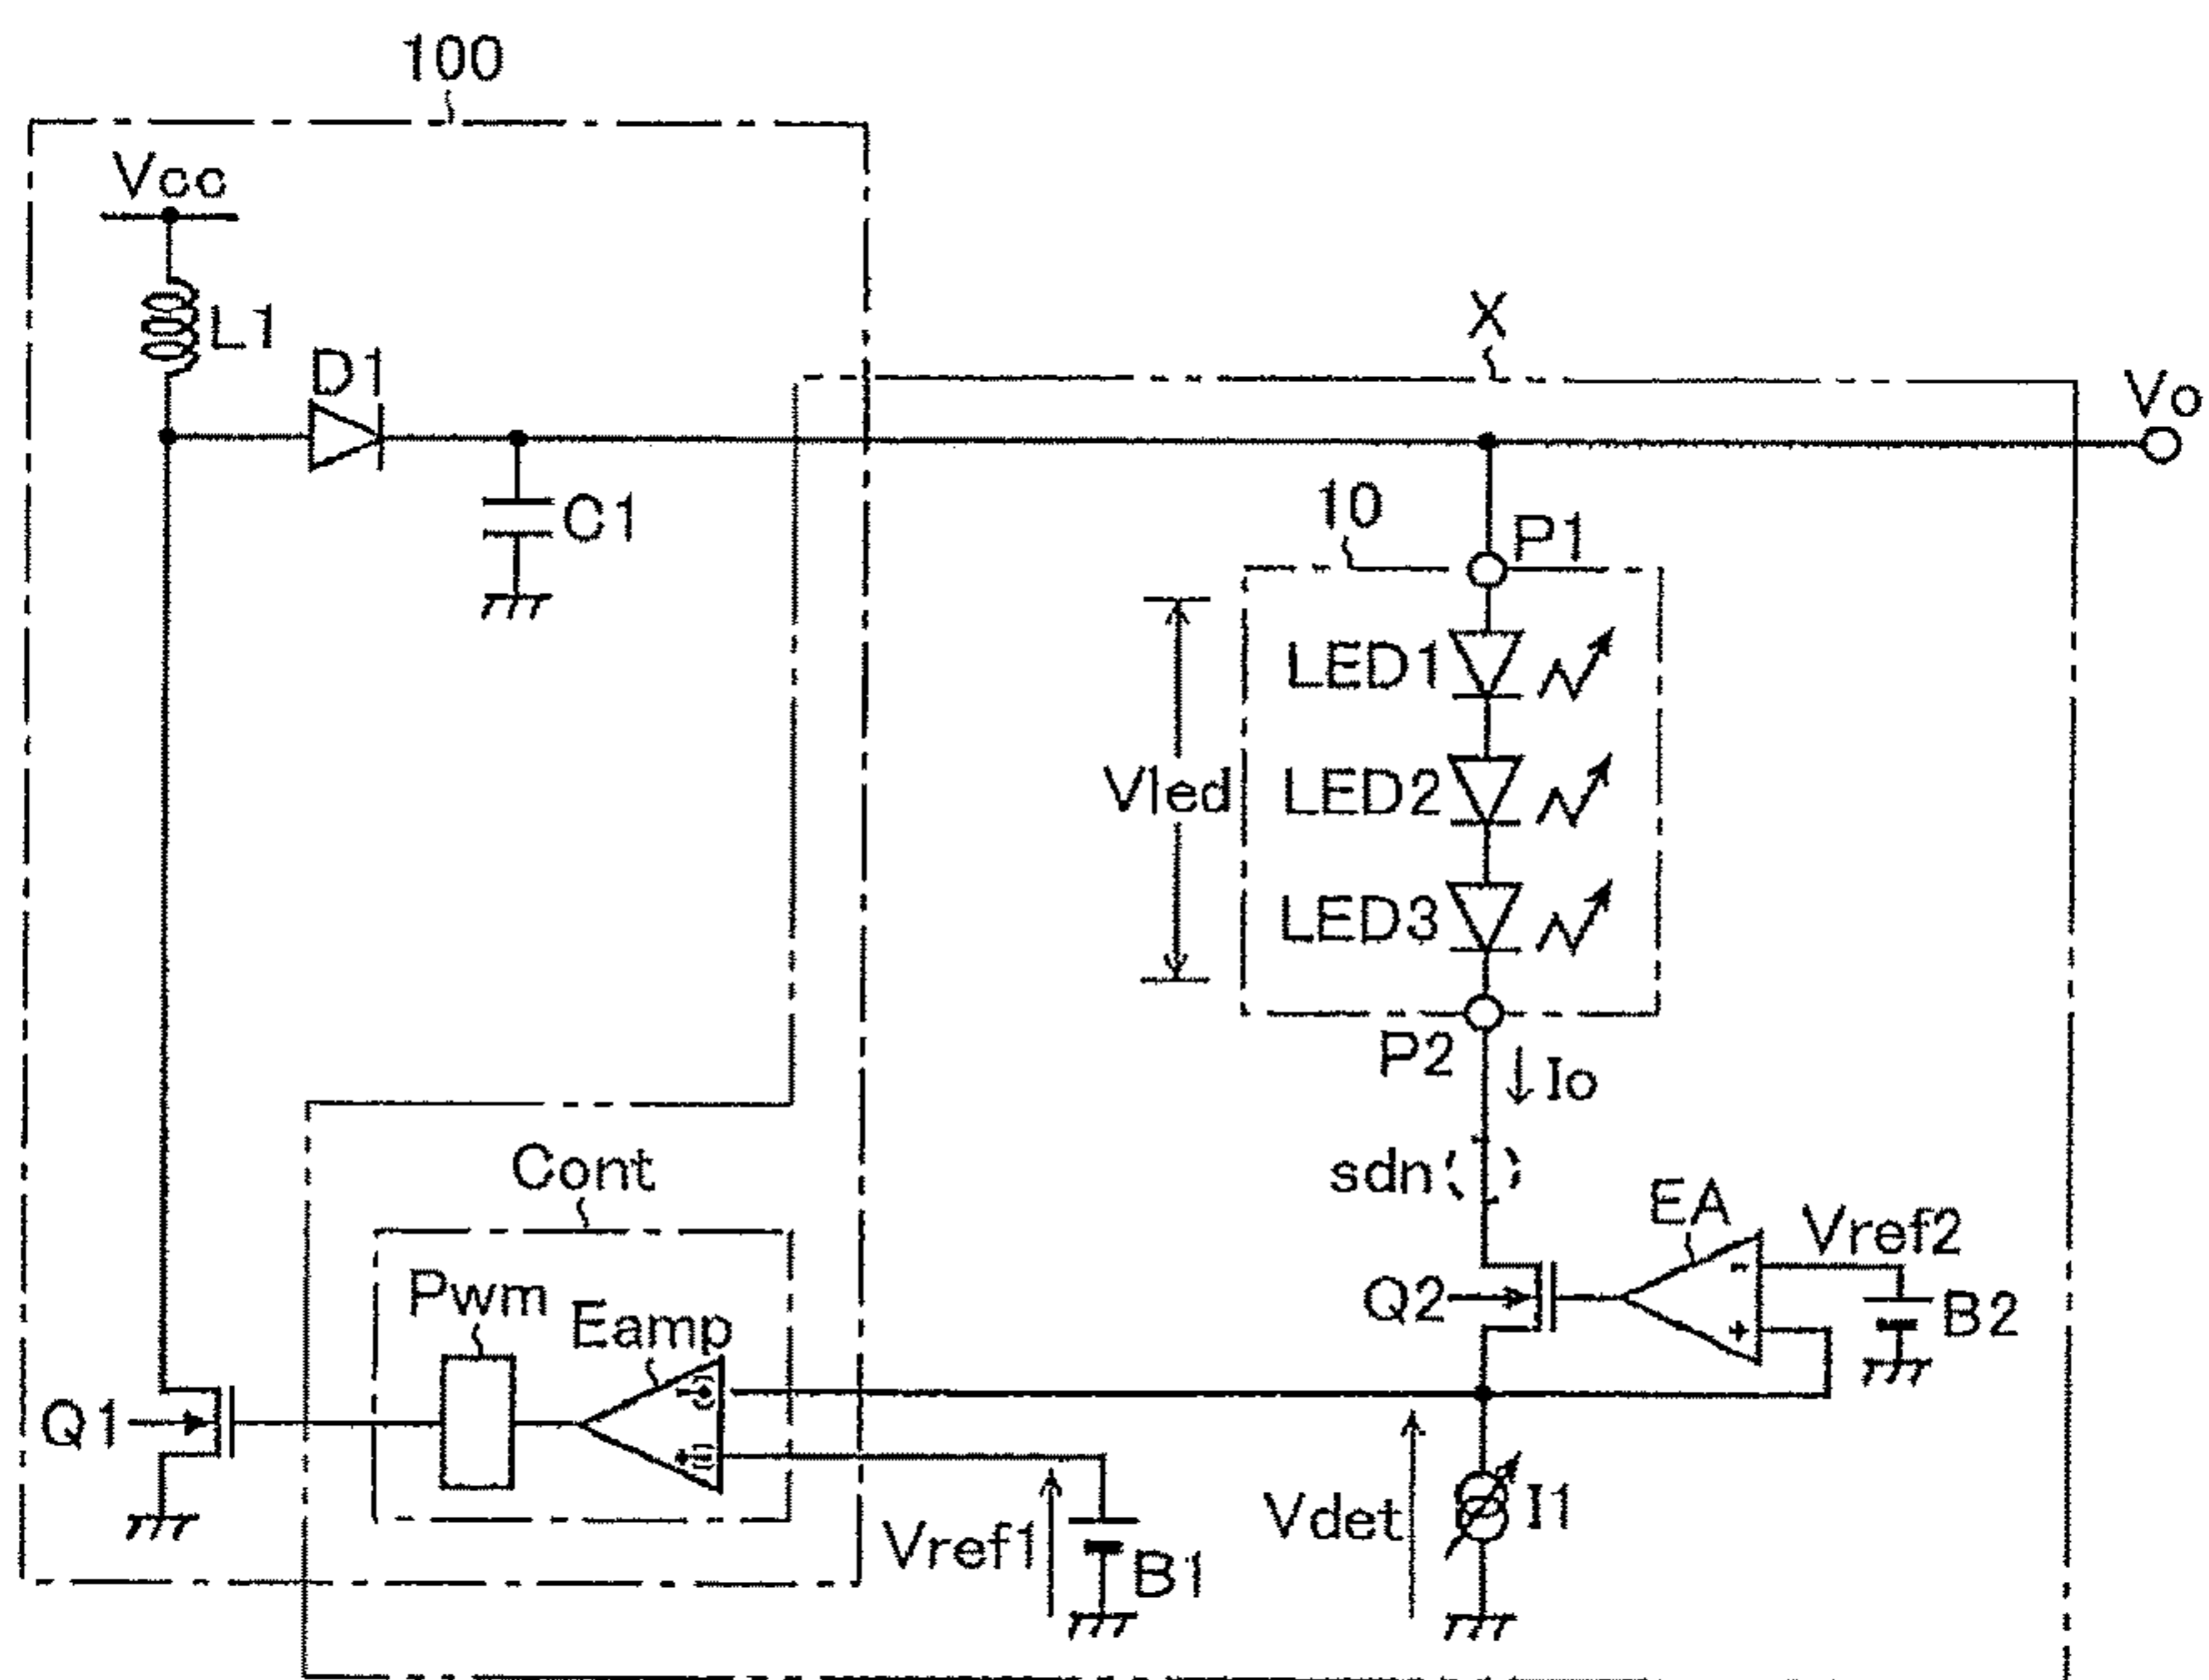 100
Vcc
L1
D1
C1
X
Vo
10
P1
LED1
Vled
LED2
LED3
P2
Io
sdn
Cont
EA
Vref2
Pwm
Eamp
Q2
-
+
B2
Q1
-
+
Vref1
B1
Vdet
I1